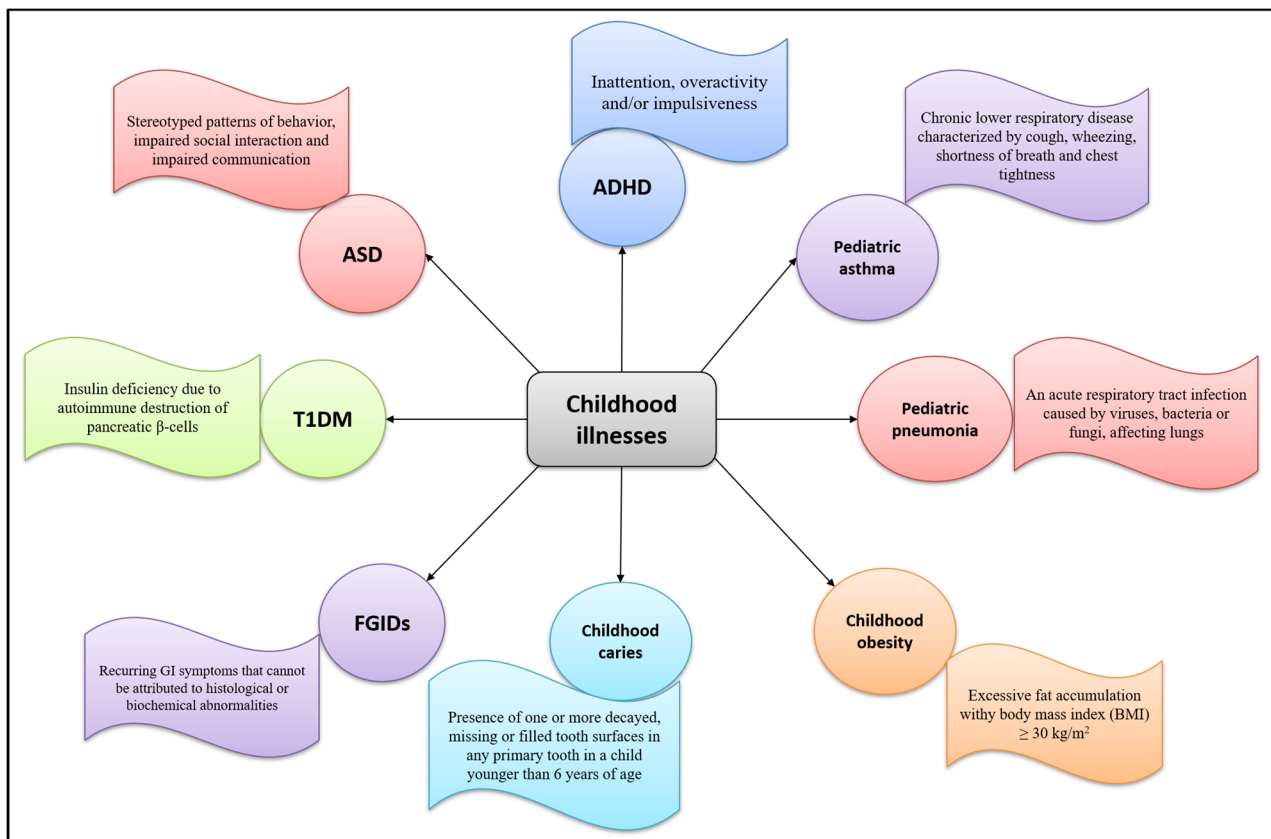 Inattention, overactivity
and/or impulsiveness
ADHD
Stereotyped patterns of behavior,
impaired social interaction and
impaired communication
ASD
Chronic lower respiratory disease
characterized by cough, wheezing,
shortness of breath and chest
tightness
Pediatric
asthma
Insulin deficiency due to
autoimmune destruction of
pancreatic β-cells
T1DM
Childhood
illnesses
Pediatric
pneumonia
An acute respiratory tract infection
caused by viruses, bacteria or
fungi, affecting lungs
FGIDs
Recurring GI symptoms that cannot
be attributed to histological or
biochemical abnormalities
Childhood
caries
Presence of one or more decayed,
missing or filled tooth surfaces in
any primary tooth in a child
younger than 6 years of age
Childhood
obesity
Excessive fat accumulation
withy body mass index (BMI)
≥ 30 kg/m²